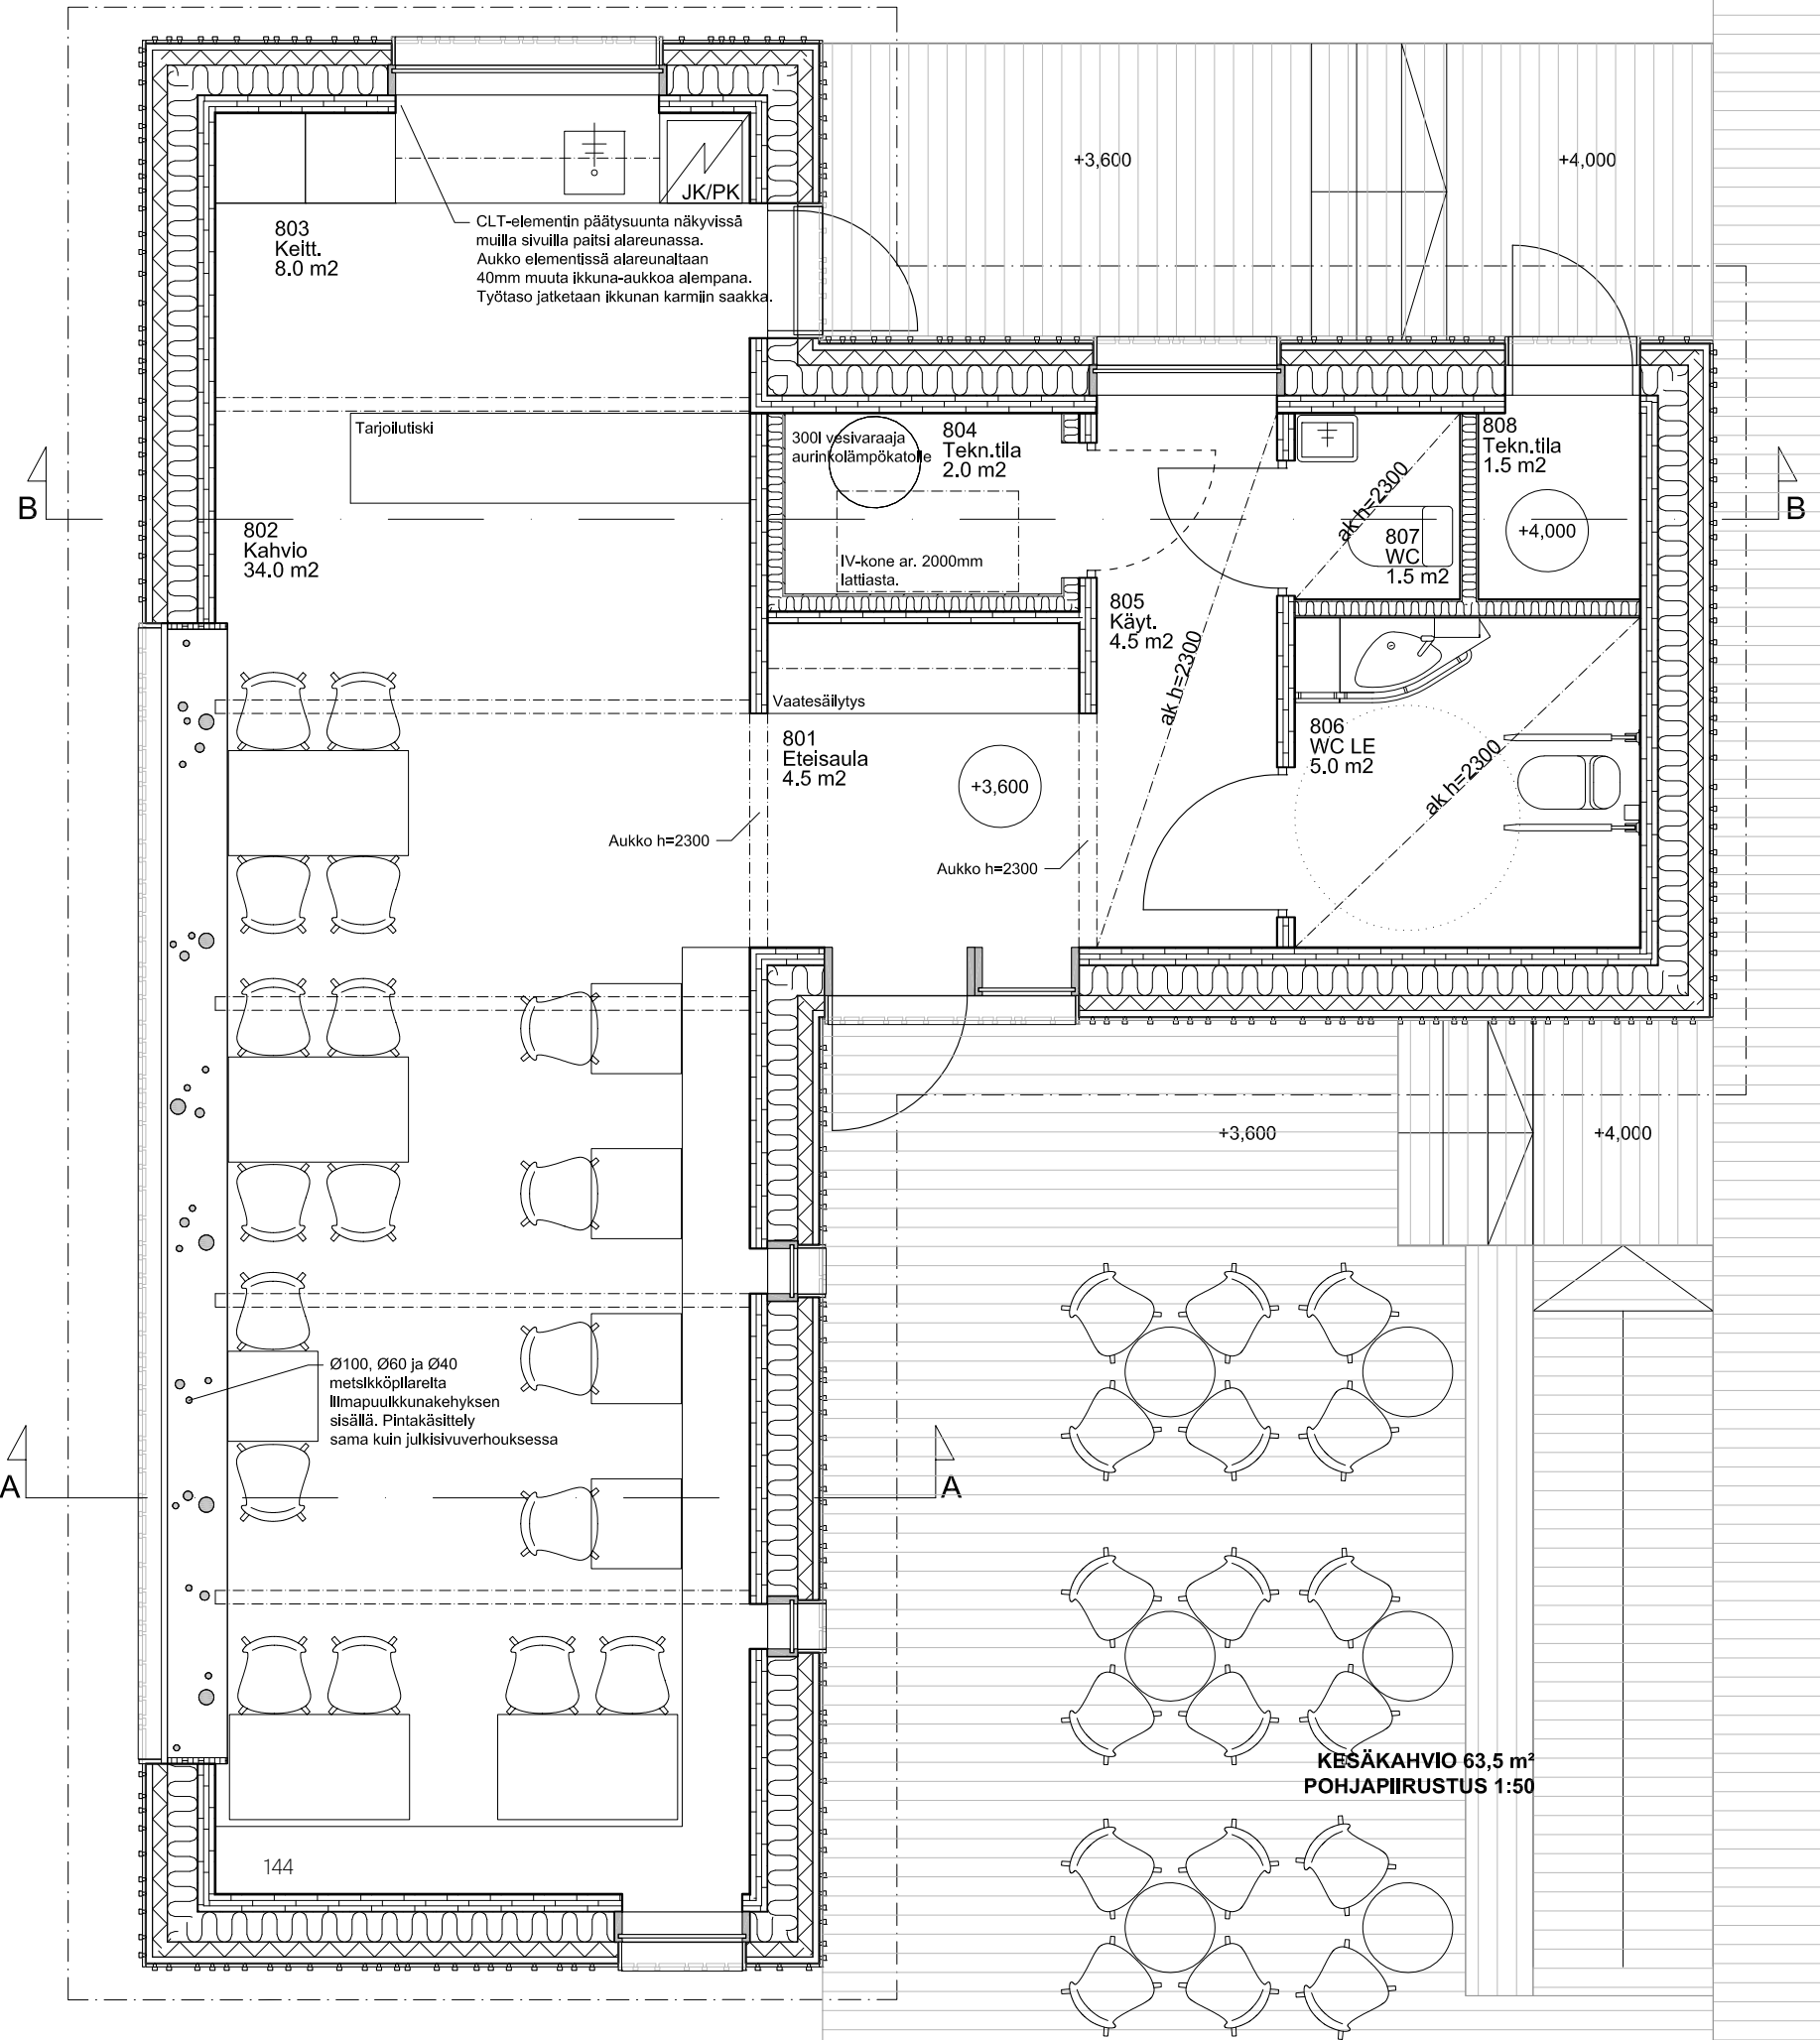 +3,600
+4,000
JK/PK
803
Keitt.
8.0 m2
CLT-elementin päätysuunta näkyvissä
muilla sivuilla paitsi alareunassa.
Aukko elementissä alareunaltaan
40mm muuta ikkuna-aukkoa alempana.
Työtaso jatketaan ikkunan karmiin saakka.
Tarjoilutiski
300l vesivaraaja
aurinkolämpökatolle
804
Tekn.tila
2.0 m2
808
Tekn.tila
1.5 m2
B
B
802
Kahvio
34.0 m2
ak h=2300
807
WC
1.5 m2
+4,000
IV-kone ar. 2000mm
lattiasta.
805
Käyt.
4.5 m2
ak h=2300
Vaatesäilytys
801
Eteisaula
4.5 m2
+3,600
806
WC LE
5.0 m2
ak h=2300
Aukko h=2300
Aukko h=2300
+3,600
+4,000
Ø100, Ø60 ja Ø40
metsikköpilareita
ilmapuuikkunakehyksen
sisällä. Pintakäsittely
sama kuin julkisivuverhouksessa
A
A
KESÄKAHVIO 63,5 m²
POHJAPIIRUSTUS 1:50
144